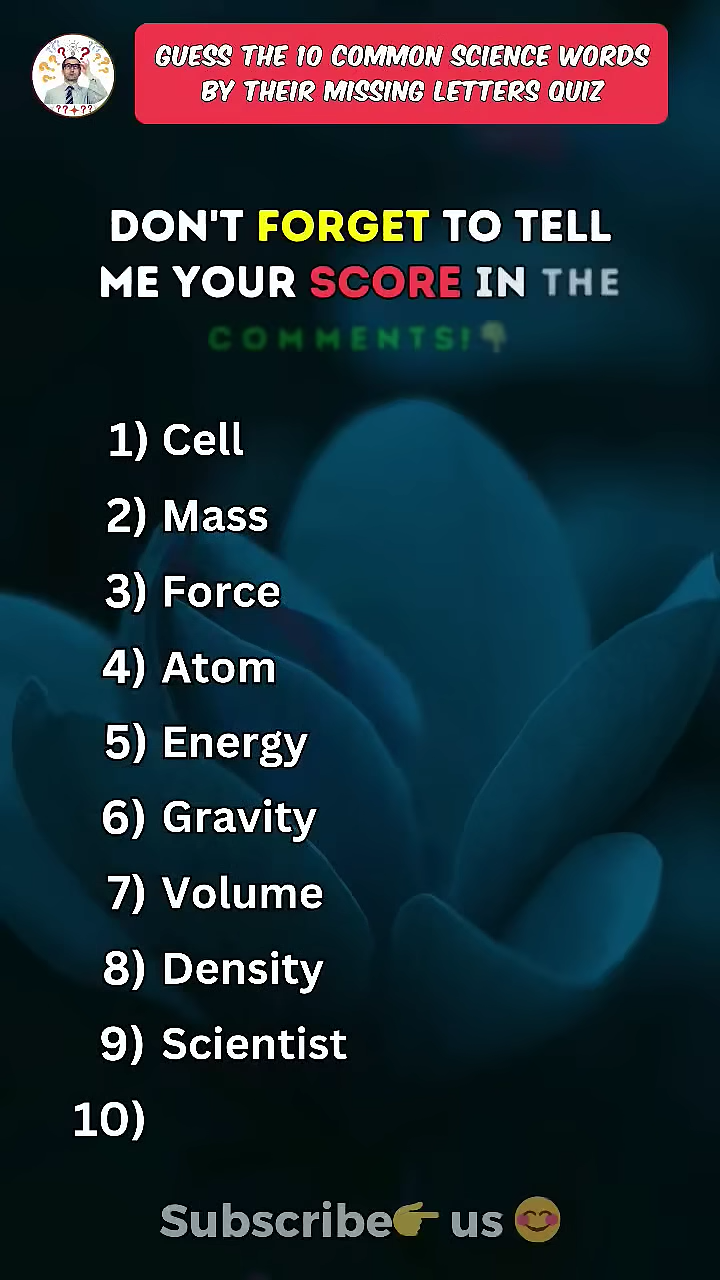 GUESS THE 10 COMMON SCIENCE WORDS
BY THEIR MISSING LETTERS QUIZ
DON'T FORGET TO TELL
ME YOUR SCORE IN THE
COMMENTS!👇
1) Cell
2) Mass
3) Force
4) Atom
5) Energy
6) Gravity
7) Volume
8) Density
9) Scientist
10)
Subscribe👉 us 😊